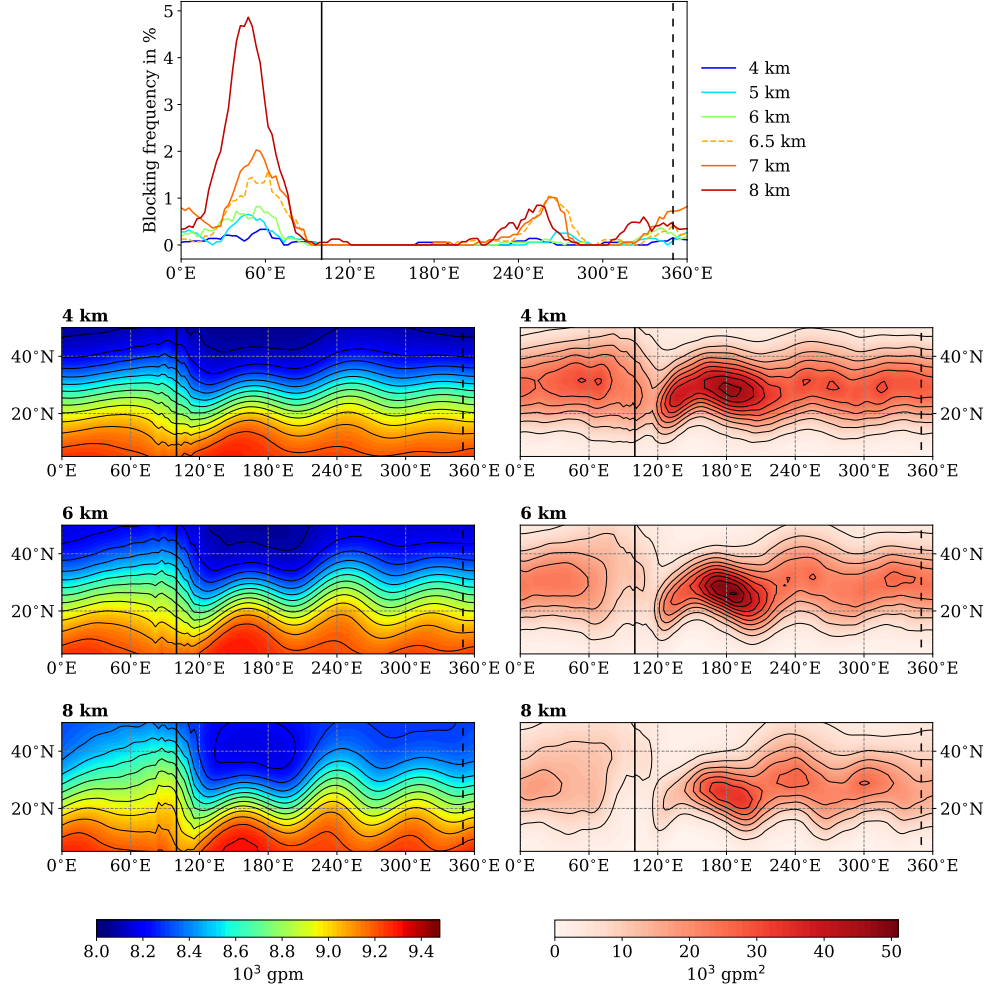 Blocking frequency in %
5
4
3
2
1
0
0°E 60°E 120°E 180°E 240°E 300°E 360°E
4 km
5 km
6 km
6.5 km
7 km
8 km
4 km
40°N
20°N
0°E 60°E 120°E 180°E 240°E 300°E 360°E
4 km
40°N
20°N
0°E 60°E 120°E 180°E 240°E 300°E 360°E
6 km
40°N
20°N
0°E 60°E 120°E 180°E 240°E 300°E 360°E
6 km
40°N
20°N
0°E 60°E 120°E 180°E 240°E 300°E 360°E
8 km
40°N
20°N
0°E 60°E 120°E 180°E 240°E 300°E 360°E
8 km
40°N
20°N
0°E 60°E 120°E 180°E 240°E 300°E 360°E
8.0 8.2 8.4 8.6 8.8 9.0 9.2 9.4
10³ gpm
0 10 20 30 40 50
10³ gpm²